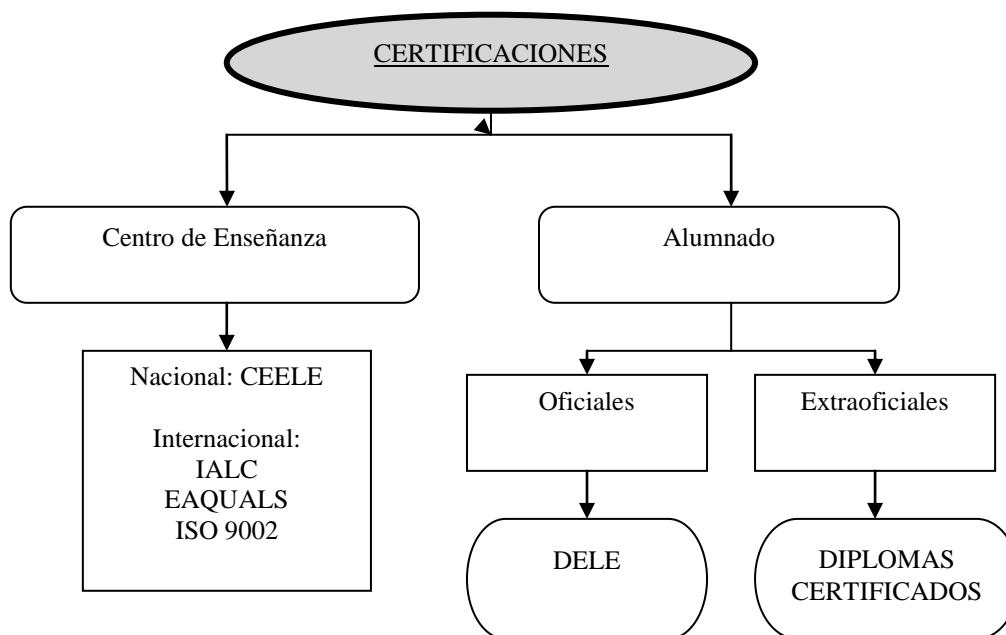 CERTIFICACIONES
Centro de Enseñanza
Alumnado
Nacional: CEELE
Internacional:
IALC
EAQUALS
ISO 9002
Oficiales
Extraoficiales
DELE
DIPLOMAS
CERTIFICADOS